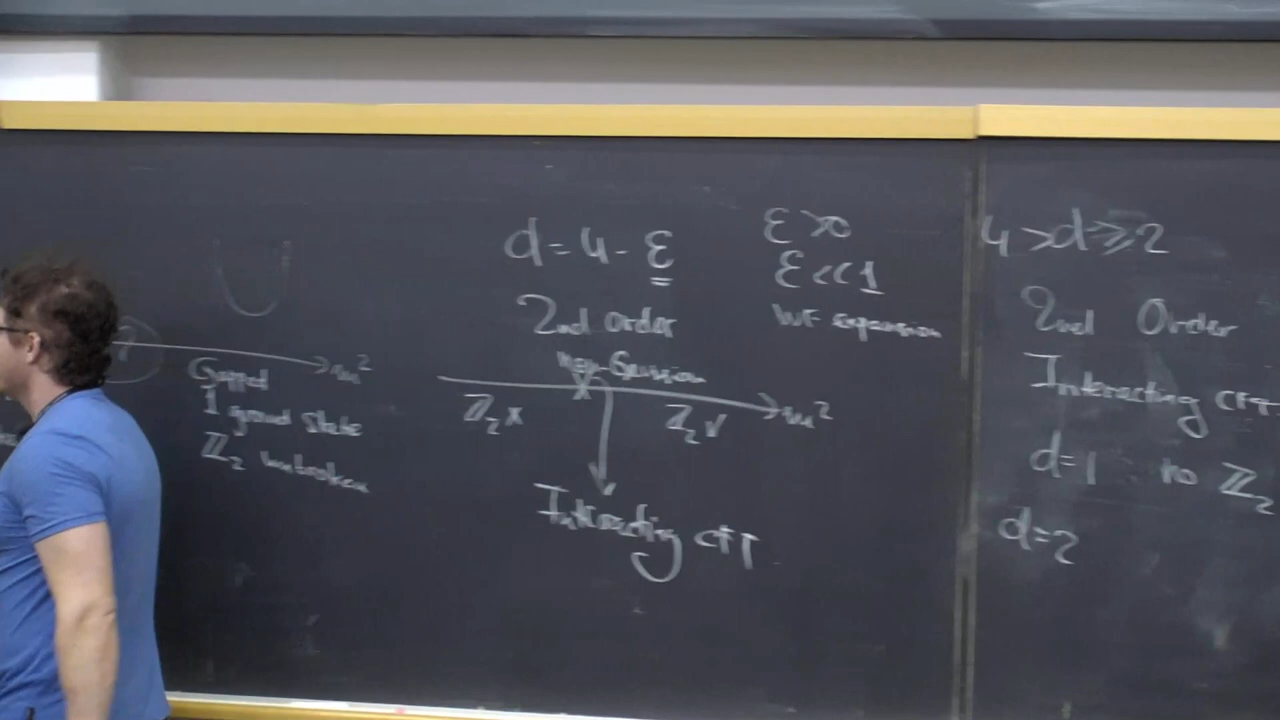 m²
Gapped
1 ground state
ℤ₂ unbroken
d=4-ε
2nd order
non-Gaussian
ℤ₂ x
ℤ₂ ✓
m²
Interacting CFT
ε>0
ε<<1
WF expansion
4>d≥2
2nd Order
Interacting CFT
d=1 no ℤ₂
d=2